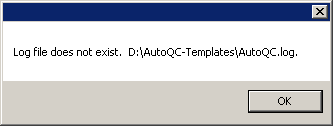 Log file does not exist.  D:\AutoQC-Templates\AutoQC.log.
OK